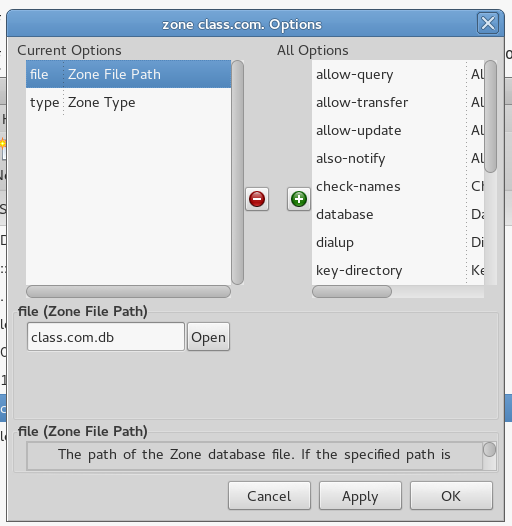 zone class.com. Options
Current Options
All Options
file Zone File Path
type Zone Type
allow-query Al
allow-transfer Al
allow-update Al
also-notify Al
check-names Ch
database Da
dialup Di
key-directory Ke
file (Zone File Path)
class.com.db
Open
file (Zone File Path)
The path of the Zone database file. If the specified path is
Cancel
Apply
OK